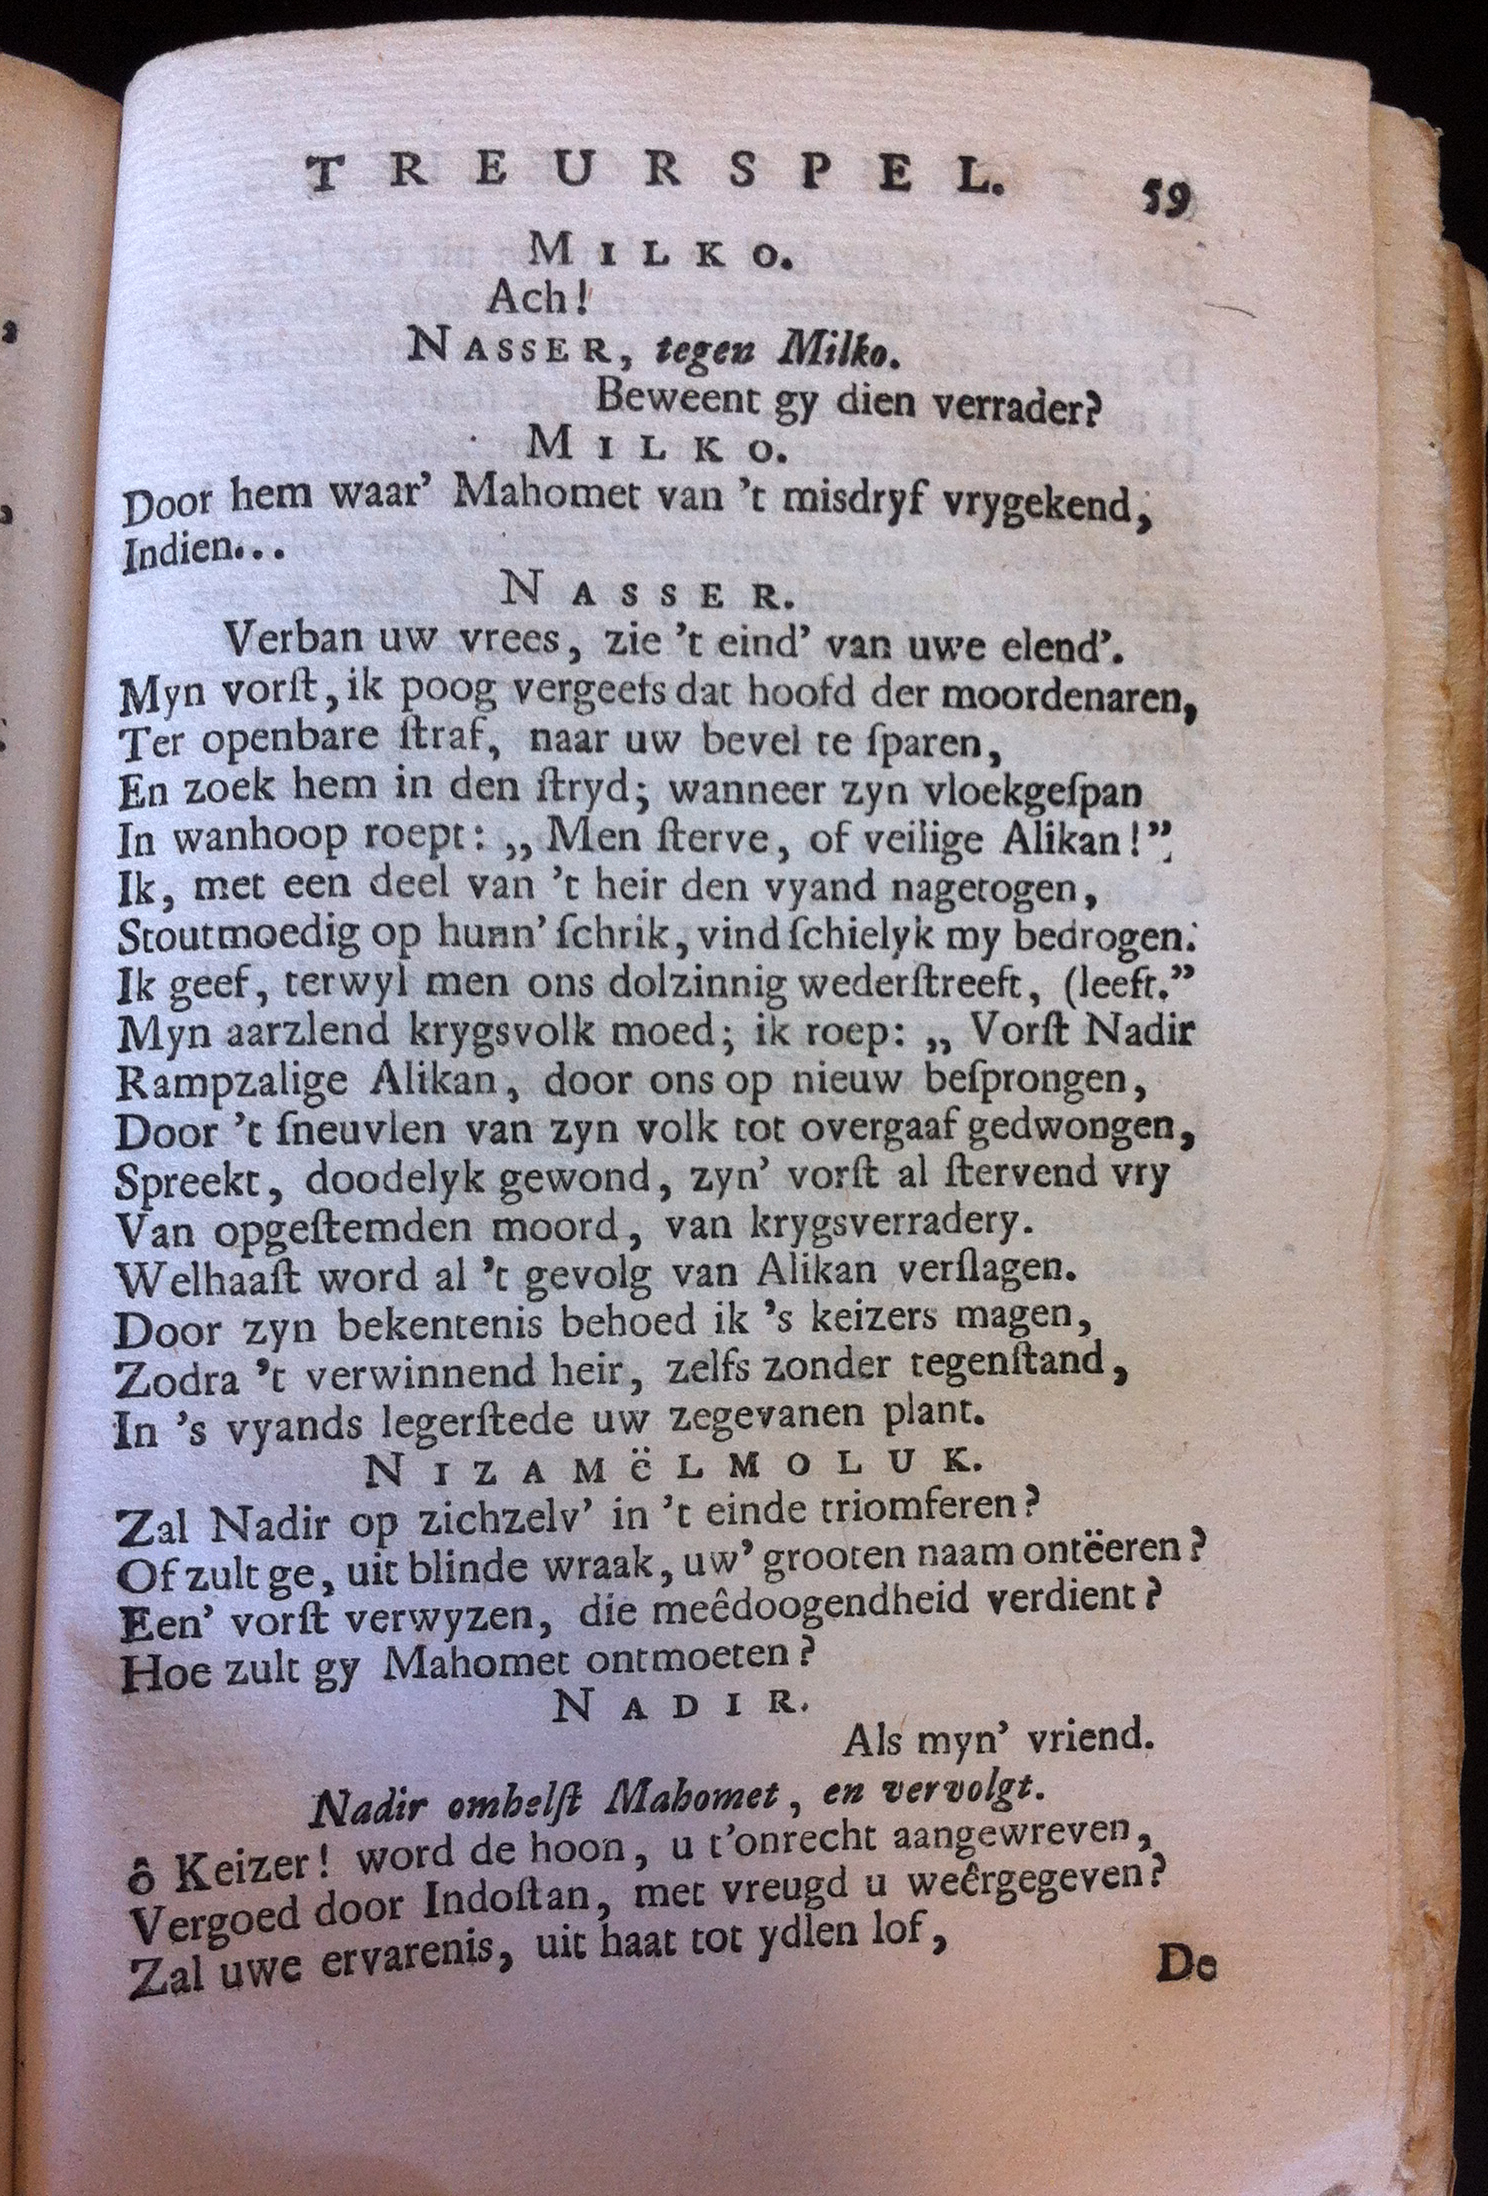 TREURSPEL. 59
MILKO.
Ach!
NASSER, tegen Milko.
Beweent gy dien verrader?
MILKO.
Door hem waar’ Mahomet van ’t misdryf vrygekend,
Indien...
NASSER.
Verban uw vrees, zie ’t eind’ van uwe elend’.
Myn vorſt, ik poog vergeefs dat hoofd der moordenaren,
Ter openbare ſtraf, naar uw bevel te ſparen,
En zoek hem in den ſtryd; wanneer zyn vloekgeſpan
In wanhoop roept: „ Men ſterve, of veilige Alikan!”
Ik, met een deel van ’t heir den vyand nagetogen,
Stoutmoedig op hunn’ ſchrik, vind ſchielyk my bedrogen:
Ik geef, terwyl men ons dolzinnig wederſtreeft, (leeft.”
Myn aarzlend krygsvolk moed; ik roep: „ Vorſt Nadir
Rampzalige Alikan, door ons op nieuw beſprongen,
Door ’t ſneuvlen van zyn volk tot overgaaf gedwongen,
Spreekt, doodelyk gewond, zyn’ vorſt al ſtervend vry
Van opgeſtemden moord, van krygsverradery.
Welhaaſt word al ’t gevolg van Alikan verſlagen.
Door zyn bekentenis behoed ik ’s keizers magen,
Zodra ’t verwinnend heir, zelfs zonder tegenſtand,
In ’s vyands legerſtede uw zegevanen plant.
NIZAMëLMOLUK.
Zal Nadir op zichzelv’ in ’t einde triomferen?
Of zult ge, uit blinde wraak, uw’ grooten naam ontëeren?
Een’ vorſt verwyzen, die meêdoogendheid verdient?
Hoe zult gy Mahomet ontmoeten?
NADIR.
Als myn’ vriend.
Nadir omhelſt Mahomet, en vervolgt.
ô Keizer! word de hoon, u t’onrecht aangewreven,
Vergoed door Indoſtan, met vreugd u weêrgegeven?
Zal uwe ervarenis, uit haat tot ydlen lof,
De